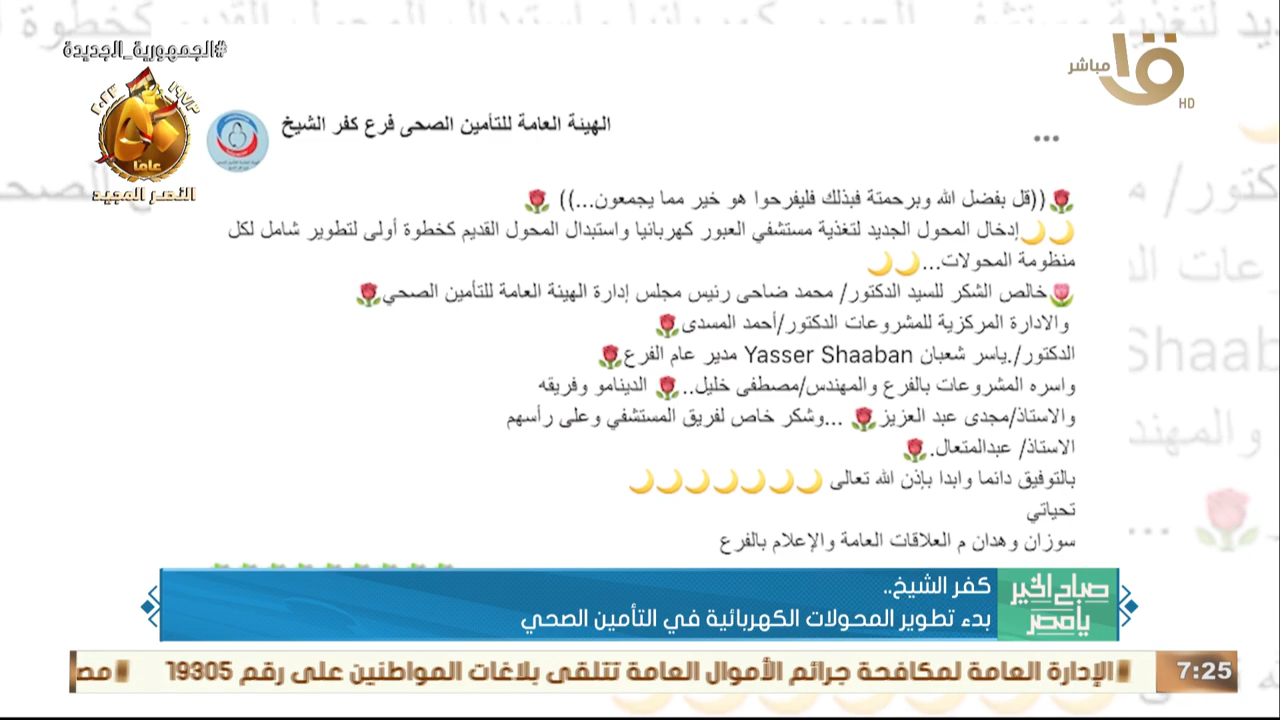 #الجمهورية_الجديدة
مباشر
HD
عاما
النصر المجيد
الهيئة العامة للتأمين الصحى فرع كفر الشيخ
((قل بفضل الله وبرحمتة فبذلك فليفرحوا هو خير مما يجمعون...))
إدخال المحول الجديد لتغذية مستشفي العبور كهربائيا واستبدال المحول القديم كخطوة أولى لتطوير شامل لكل
منظومة المحولات...
خالص الشكر للسيد الدكتور/ محمد ضاحى رئيس مجلس إدارة الهيئة العامة للتأمين الصحي
والادارة المركزية للمشروعات الدكتور/أحمد المسدى
الدكتور/.ياسر شعبان Yasser Shaaban مدير عام الفرع
واسره المشروعات بالفرع والمهندس/مصطفى خليل.. الدينامو وفريقه
والاستاذ/مجدى عبد العزيز ...وشكر خاص لفريق المستشفي وعلى رأسهم
الاستاذ/ عبدالمتعال.
بالتوفيق دائما وابدا بإذن الله تعالى
تحياتي
سوزان وهدان م العلاقات العامة والإعلام بالفرع
صباح الخير
يا مصر
كفر الشيخ..
بدء تطوير المحولات الكهربائية في التأمين الصحي
7:25
الإدارة العامة لمكافحة جرائم الأموال العامة تتلقى بلاغات المواطنين على رقم 19305